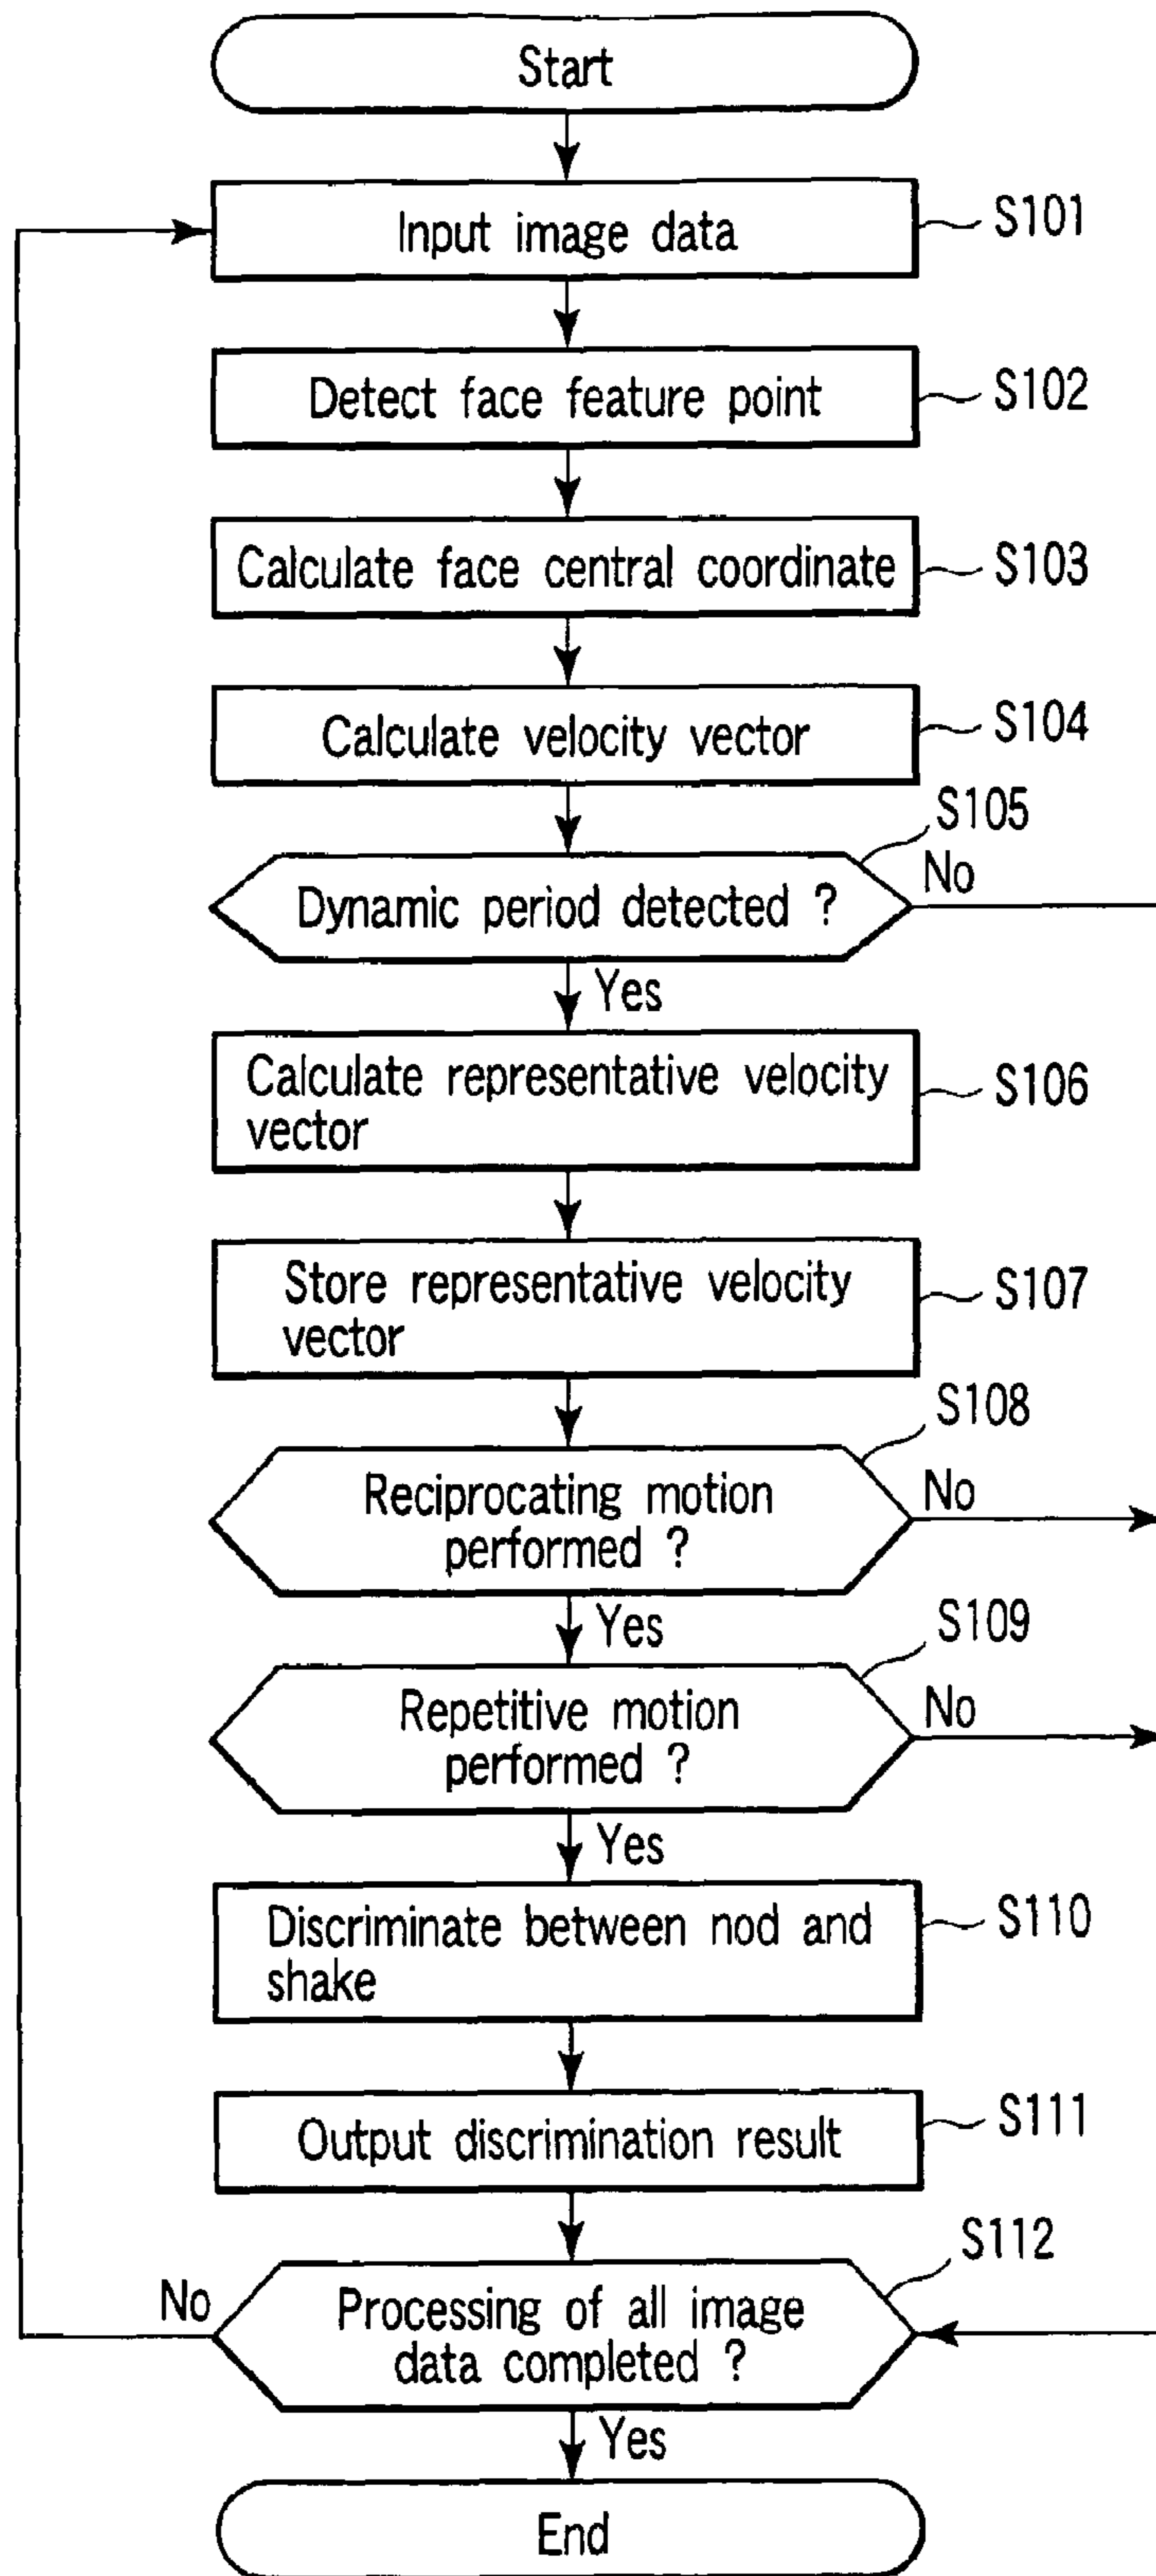 Start
Input image data
S101
Detect face feature point
S102
Calculate face central coordinate
S103
Calculate velocity vector
S104
S105
Dynamic period detected ?
No
Yes
Calculate representative velocity
vector
S106
Store representative velocity
vector
S107
S108
Reciprocating motion
performed ?
No
Yes
S109
Repetitive motion
performed ?
No
Yes
Discriminate between nod and
shake
S110
Output discrimination result
S111
S112
No
Processing of all image
data completed ?
Yes
End